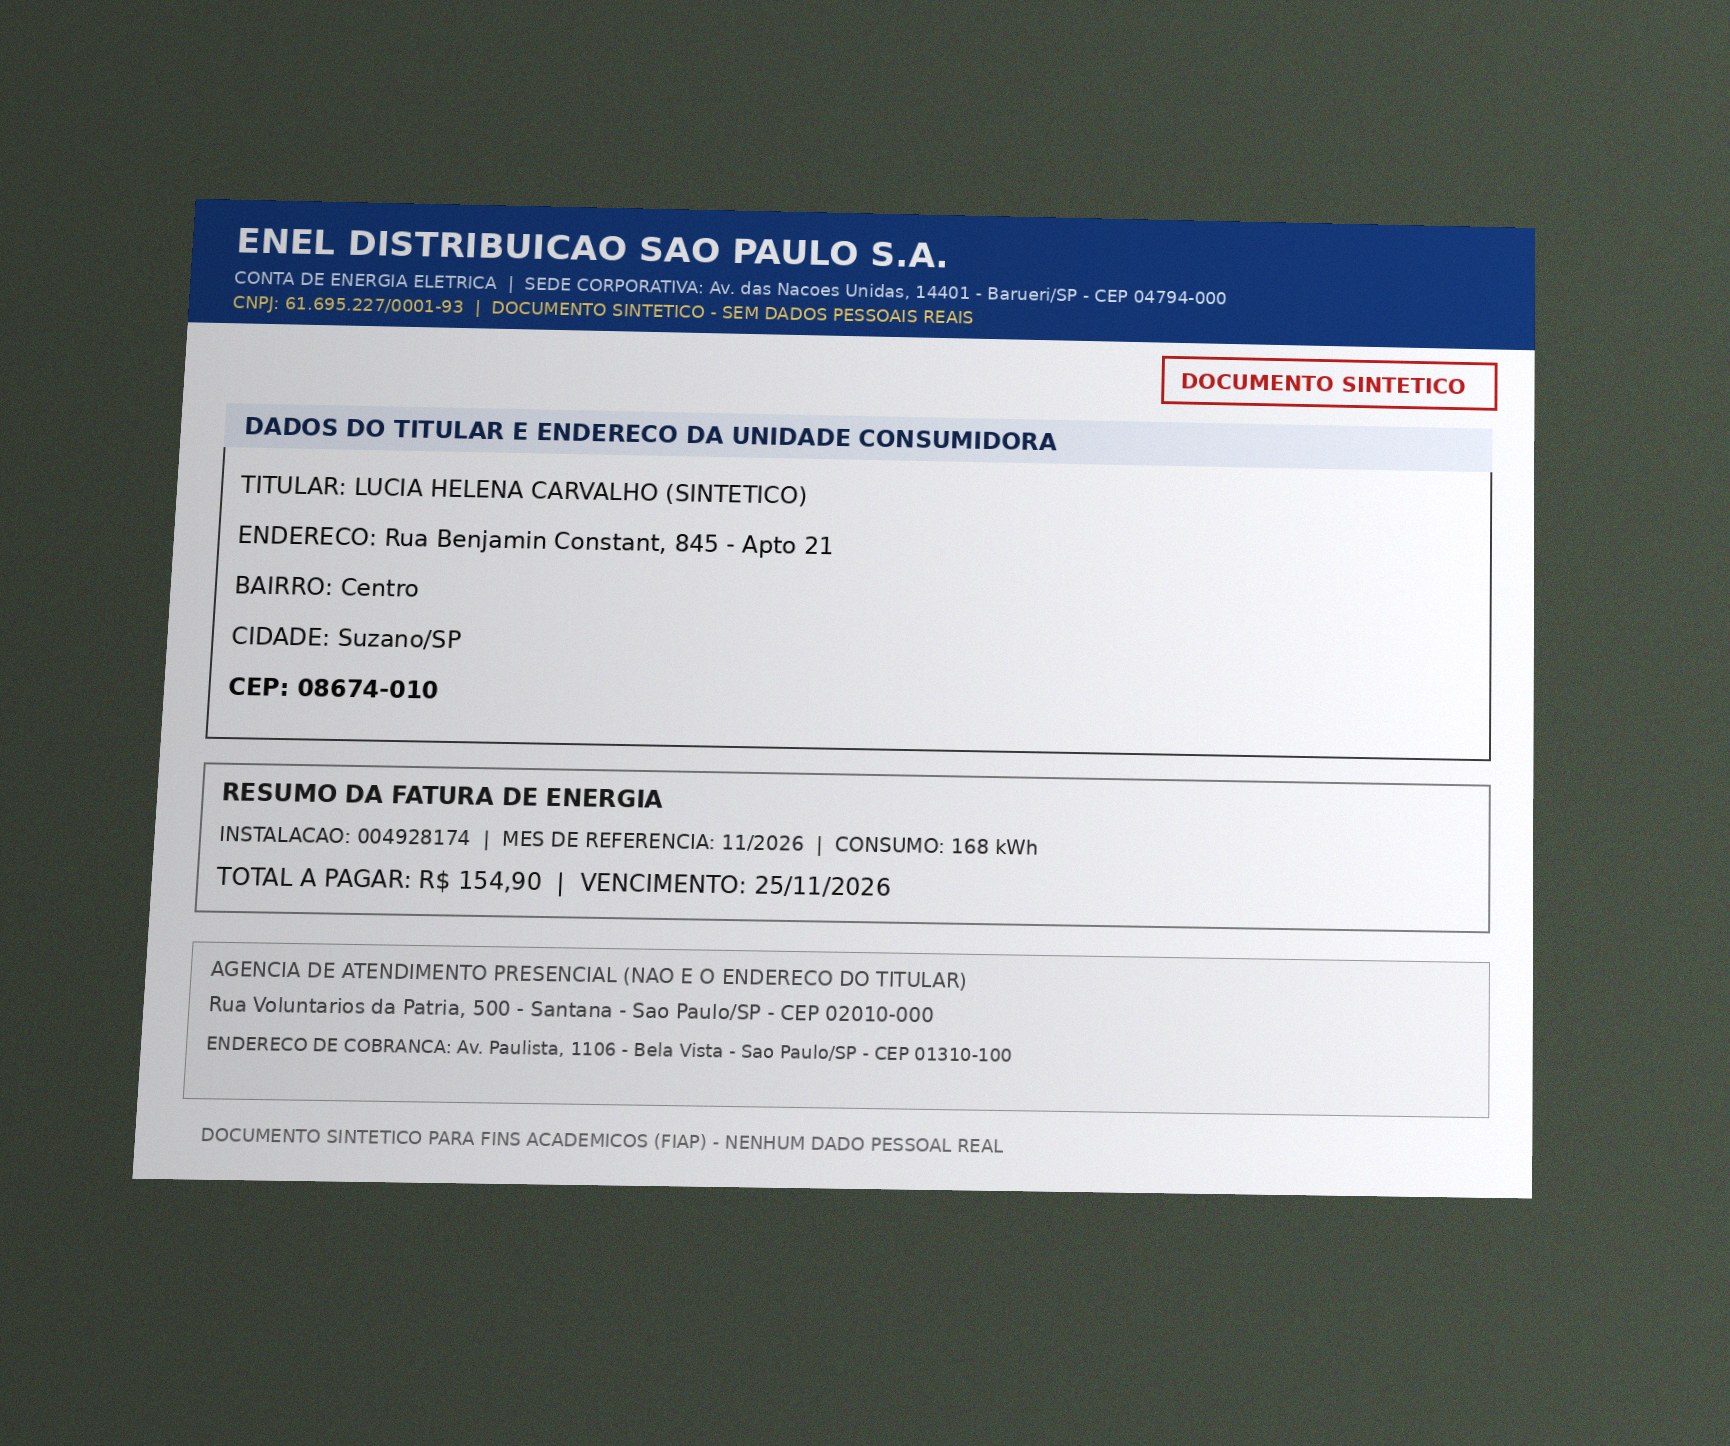 ENEL DISTRIBUICAO SAO PAULO S.A.
CONTA DE ENERGIA ELETRICA | SEDE CORPORATIVA: Av. das Nacoes Unidas, 14401 - Barueri/SP - CEP 04794-000
CNPJ: 61.695.227/0001-93 | DOCUMENTO SINTETICO - SEM DADOS PESSOAIS REAIS
DOCUMENTO SINTETICO
DADOS DO TITULAR E ENDERECO DA UNIDADE CONSUMIDORA
TITULAR: LUCIA HELENA CARVALHO (SINTETICO)
ENDERECO: Rua Benjamin Constant, 845 - Apto 21
BAIRRO: Centro
CIDADE: Suzano/SP
CEP: 08674-010
RESUMO DA FATURA DE ENERGIA
INSTALACAO: 004928174 | MES DE REFERENCIA: 11/2026 | CONSUMO: 168 kWh
TOTAL A PAGAR: R$ 154,90 | VENCIMENTO: 25/11/2026
AGENCIA DE ATENDIMENTO PRESENCIAL (NAO E O ENDERECO DO TITULAR)
Rua Voluntarios da Patria, 500 - Santana - Sao Paulo/SP - CEP 02010-000
ENDERECO DE COBRANCA: Av. Paulista, 1106 - Bela Vista - Sao Paulo/SP - CEP 01310-100
DOCUMENTO SINTETICO PARA FINS ACADEMICOS (FIAP) - NENHUM DADO PESSOAL REAL